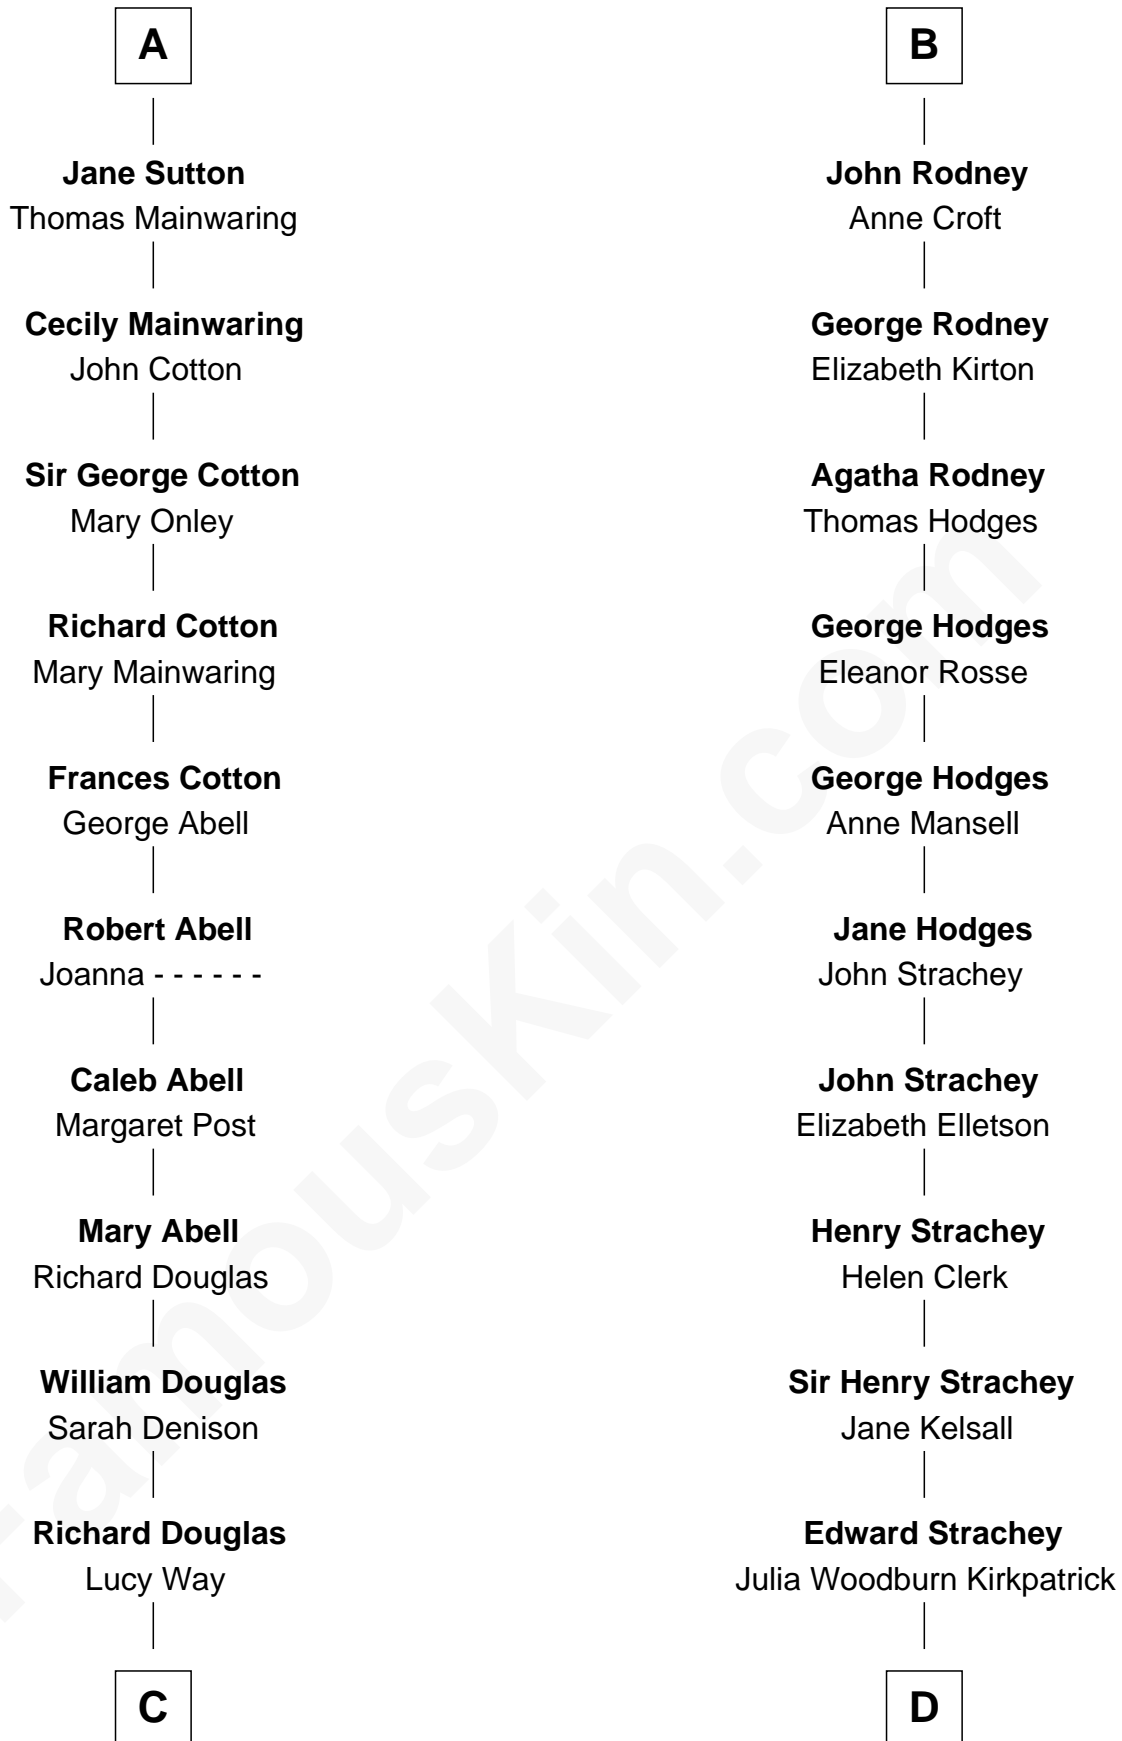 A
Jane Sutton
Thomas Mainwaring
Cecily Mainwaring
John Cotton
Sir George Cotton
Mary Onley
Richard Cotton
Mary Mainwaring
Frances Cotton
George Abell
Robert Abell
Joanna - - - - - -
Caleb Abell
Margaret Post
Mary Abell
Richard Douglas
William Douglas
Sarah Denison
Richard Douglas
Lucy Way
C
B
John Rodney
Anne Croft
George Rodney
Elizabeth Kirton
Agatha Rodney
Thomas Hodges
George Hodges
Eleanor Rosse
George Hodges
Anne Mansell
Jane Hodges
John Strachey
John Strachey
Elizabeth Elletson
Henry Strachey
Helen Clerk
Sir Henry Strachey
Jane Kelsall
Edward Strachey
Julia Woodburn Kirkpatrick
D
FamousKin.com